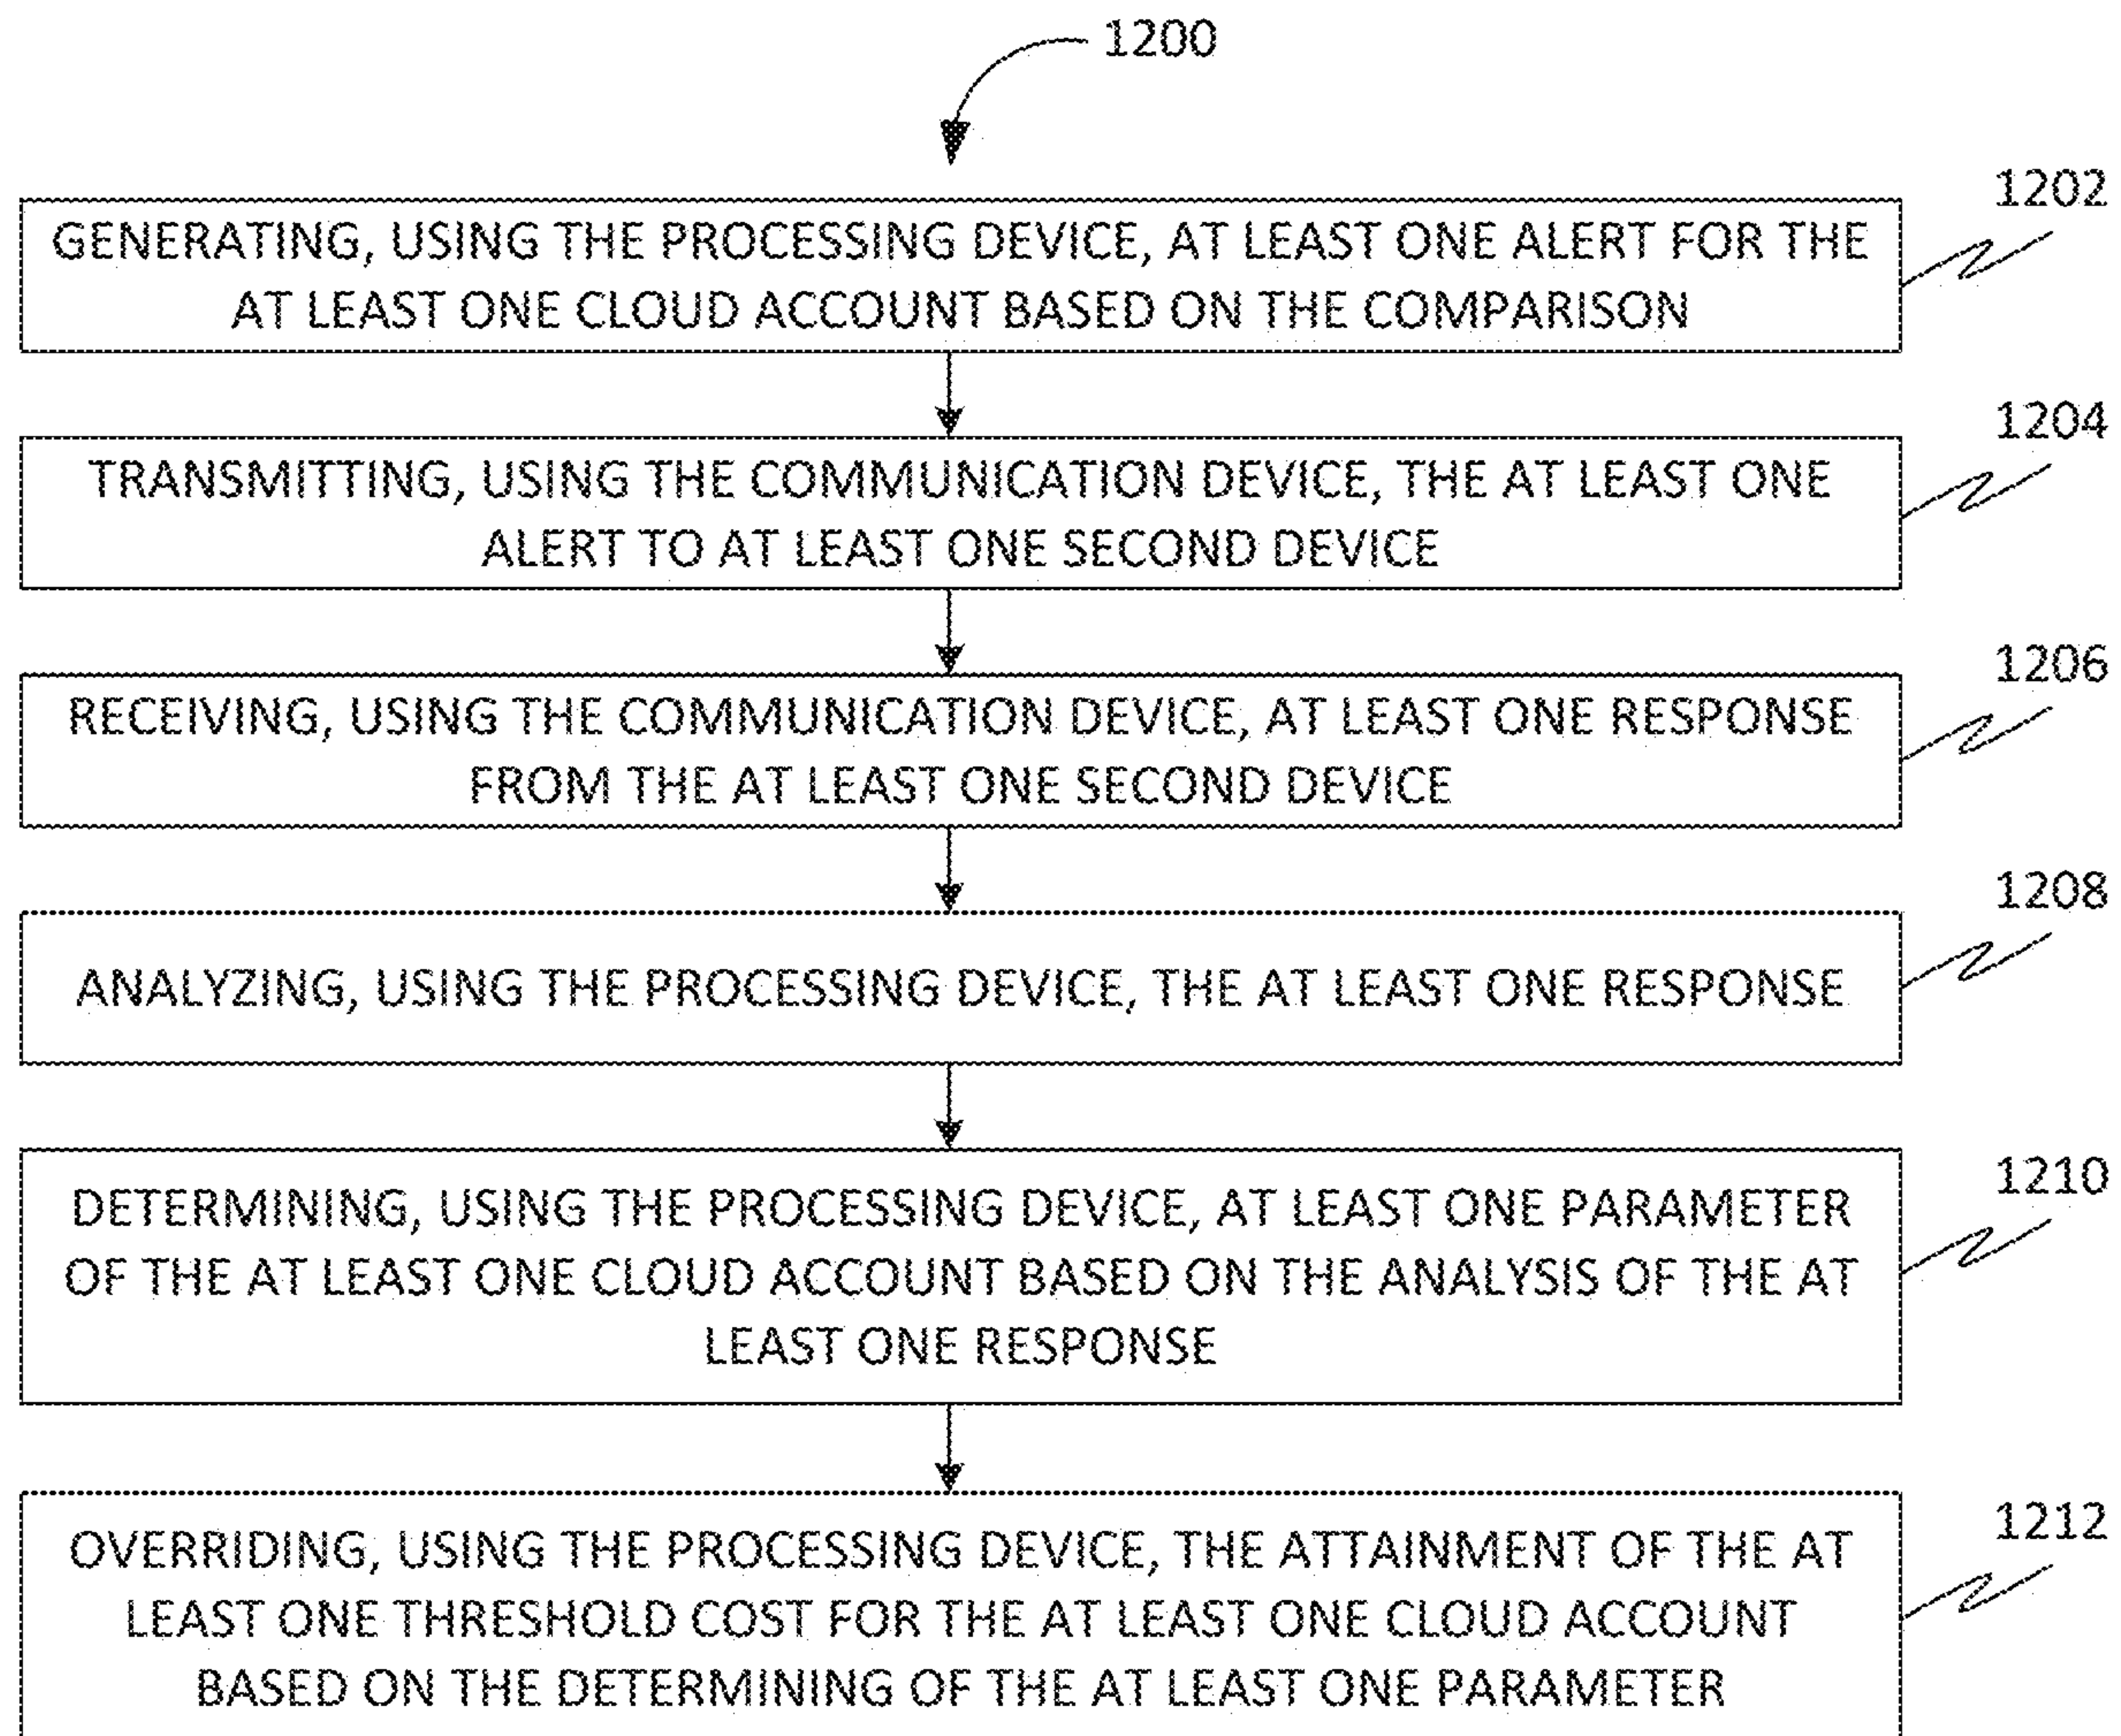 1200
1202
GENERATING, USING THE PROCESSING DEVICE, AT LEAST ONE ALERT FOR THE
AT LEAST ONE CLOUD ACCOUNT BASED ON THE COMPARISON
1204
TRANSMITTING, USING THE COMMUNICATION DEVICE, THE AT LEAST ONE
ALERT TO AT LEAST ONE SECOND DEVICE
1206
RECEIVING, USING THE COMMUNICATION DEVICE, AT LEAST ONE RESPONSE
FROM THE AT LEAST ONE SECOND DEVICE
1208
ANALYZING, USING THE PROCESSING DEVICE, THE AT LEAST ONE RESPONSE
1210
DETERMINING, USING THE PROCESSING DEVICE, AT LEAST ONE PARAMETER
OF THE AT LEAST ONE CLOUD ACCOUNT BASED ON THE ANALYSIS OF THE AT
LEAST ONE RESPONSE
1212
OVERRIDING, USING THE PROCESSING DEVICE, THE ATTAINMENT OF THE AT
LEAST ONE THRESHOLD COST FOR THE AT LEAST ONE CLOUD ACCOUNT
BASED ON THE DETERMINING OF THE AT LEAST ONE PARAMETER